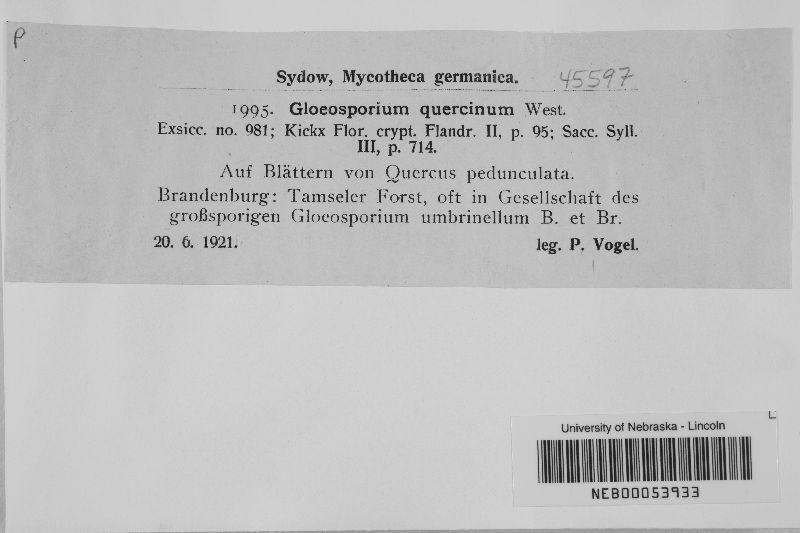 P
Sydow, Mycotheca germanica. 45597
1995. Gloeosporium quercinum West.
Exsicc. no. 981; Kickx Flor. crypt. Flandr. II, p. 95; Sacc. Syll.
III, p. 714.
Auf Blättern von Quercus pedunculata.
Brandenburg: Tamseler Forst, oft in Gesellschaft des
großsporigen Gloeosporium umbrinellum B. et Br.
20. 6. 1921. leg. P. Vogel.
University of Nebraska - Lincoln
NEB00053933